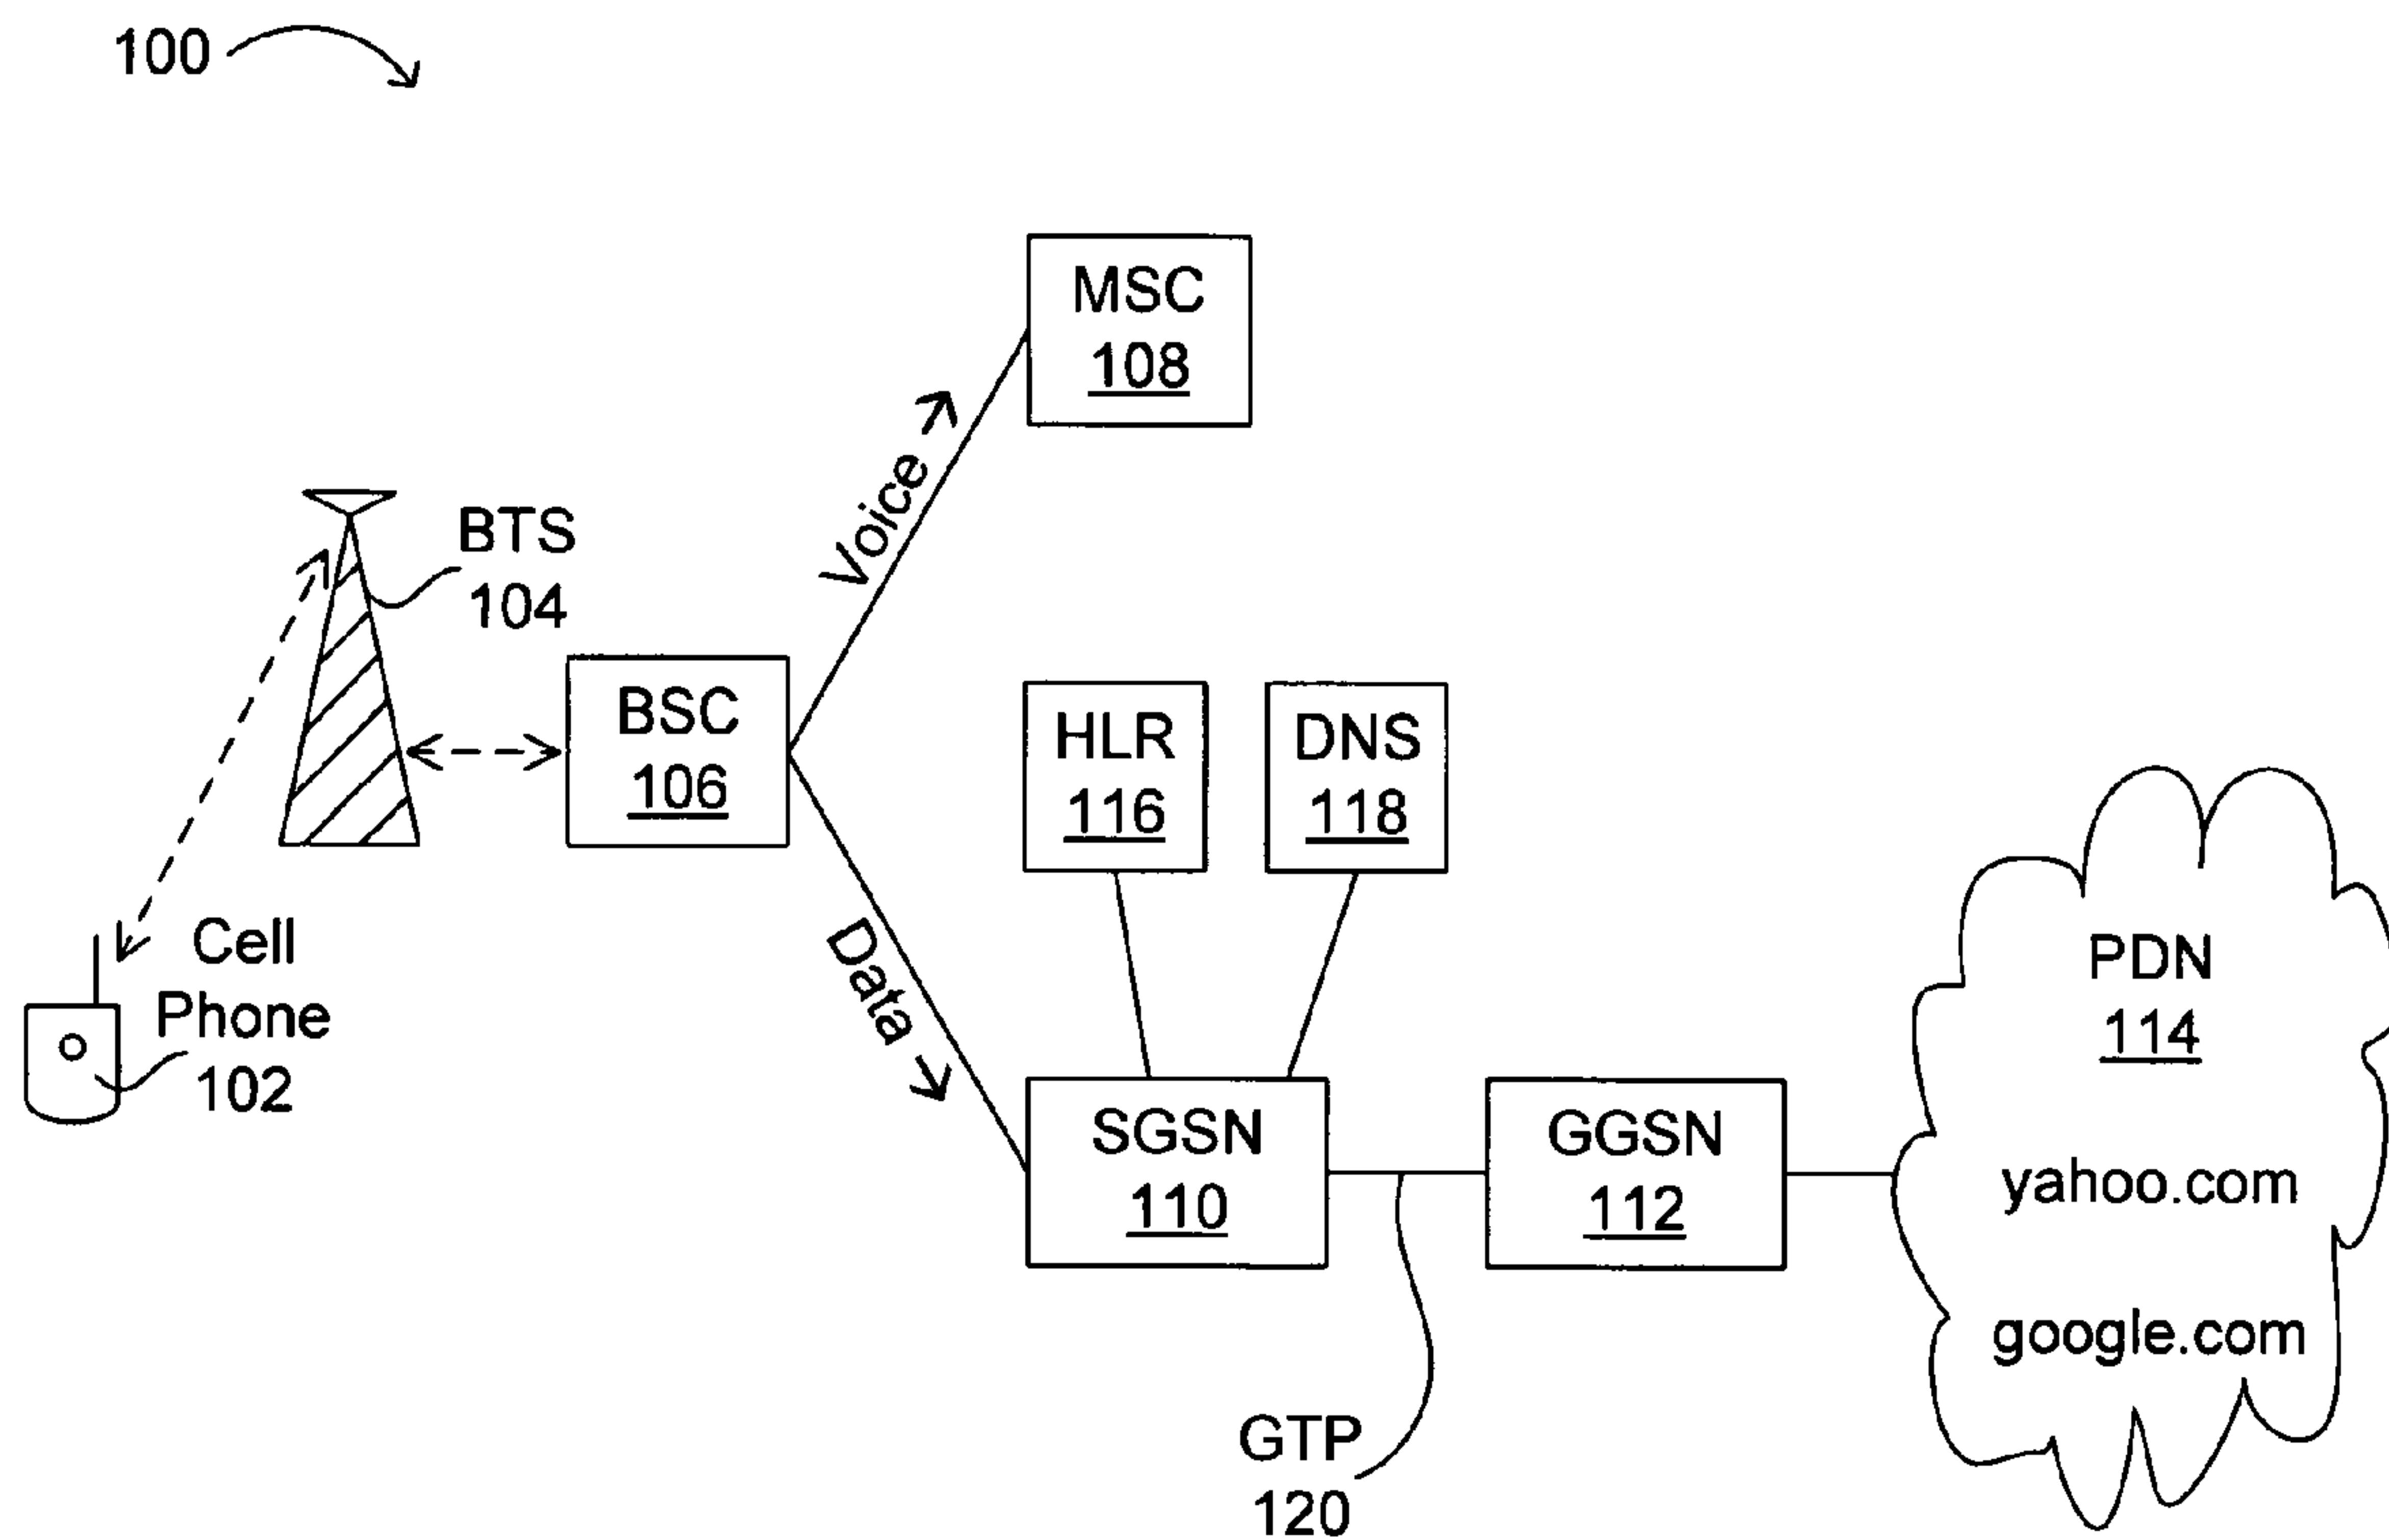 100
MSC
108
Voice
BTS
104
BSC
106
HLR
116
DNS
118
Cell
Phone
102
Data
PDN
114
SGSN
110
GGSN
112
yahoo.com
google.com
GTP
120